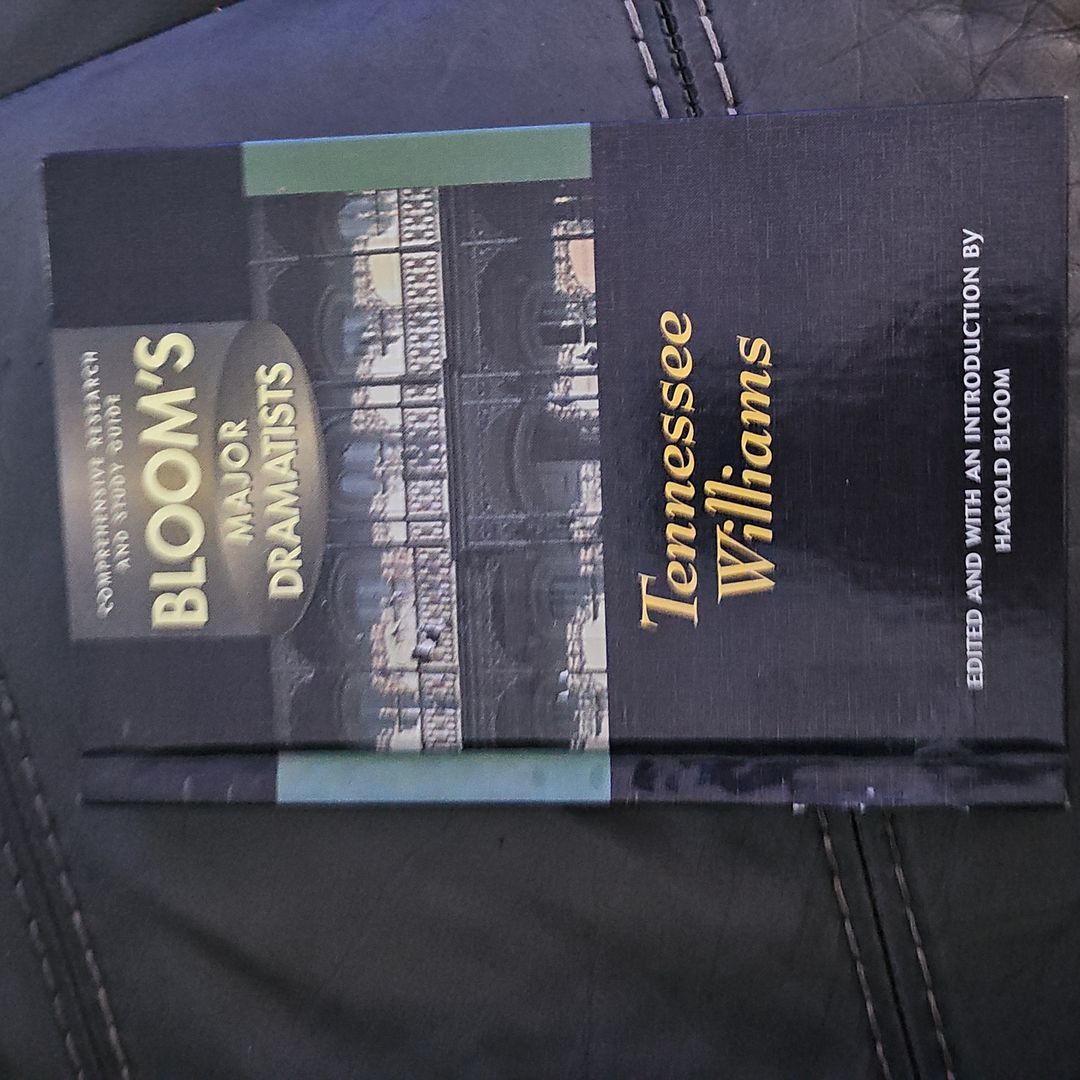 COMPREHENSIVE RESEARCH
AND STUDY GUIDE
BLOOM'S
MAJOR
DRAMATISTS
Tennessee
Williams
EDITED AND WITH AN INTRODUCTION BY
HAROLD BLOOM